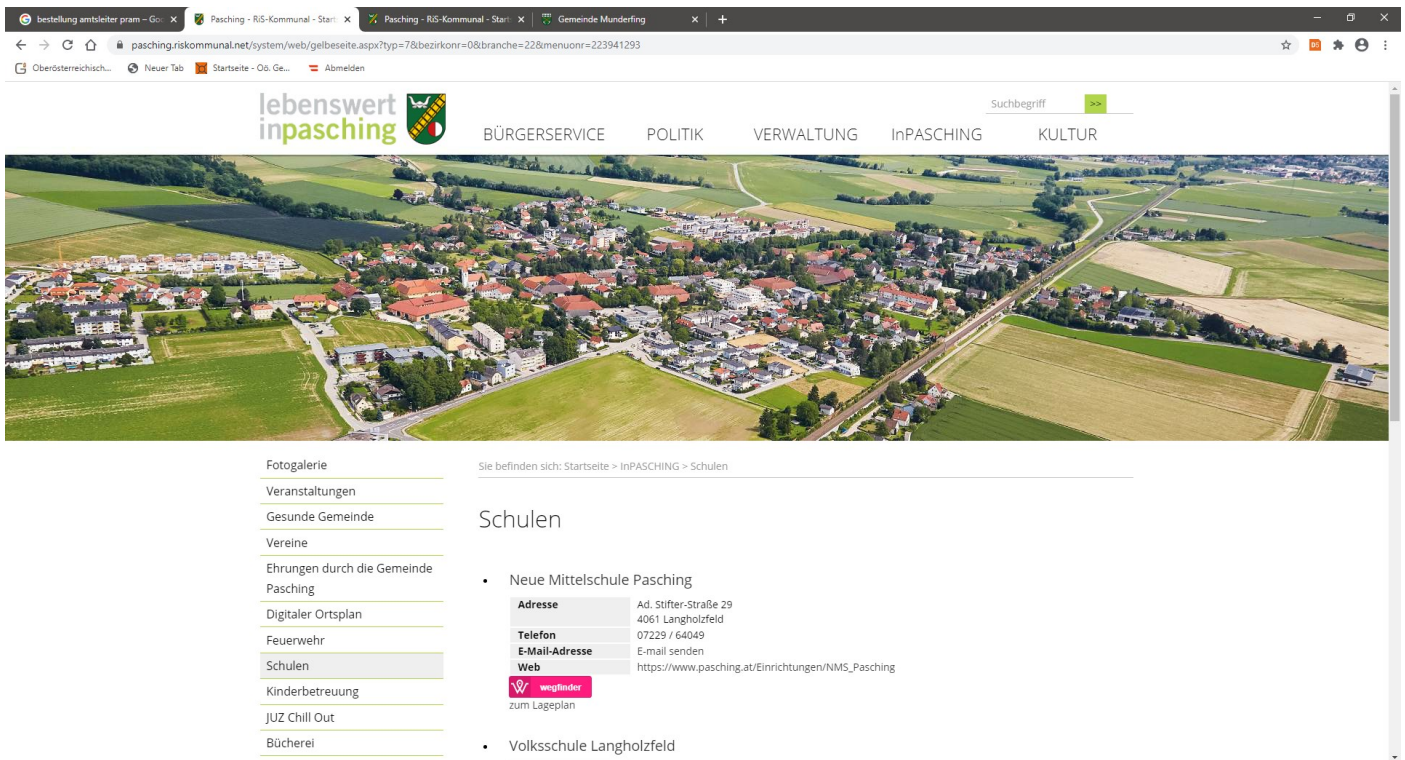 bestellung amtsleiter pram – Goo
Pasching - RiS-Kommunal - Start
Pasching - RiS-Kommunal - Start
Gemeinde Munderfing
pasching.riskommunal.net/system/web/gelbeseite.aspx?typ=7&bezirkonr=0&branche=22&menuonr=223941293
Oberösterreichisch...
Neuer Tab
Startseite - Oö. Ge...
Abmelden
lebenswert
inpasching
Suchbegriff
>>
BÜRGERSERVICE
POLITIK
VERWALTUNG
InPASCHING
KULTUR
Fotogalerie
Veranstaltungen
Gesunde Gemeinde
Vereine
Ehrungen durch die Gemeinde
Pasching
Digitaler Ortsplan
Feuerwehr
Schulen
Kinderbetreuung
JUZ Chill Out
Bücherei
Sie befinden sich: Startseite > InPASCHING > Schulen
Schulen
• Neue Mittelschule Pasching
Adresse Ad. Stifter-Straße 29
4061 Langholzfeld
Telefon 07229 / 64049
E-Mail-Adresse E-mail senden
Web https://www.pasching.at/Einrichtungen/NMS_Pasching
wegfinder
zum Lageplan
• Volksschule Langholzfeld